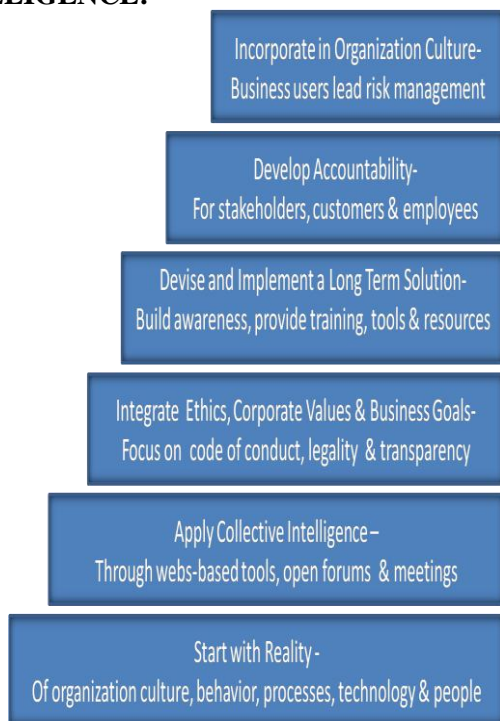 Incorporate in Organization Culture-
Business users lead risk management
Develop Accountability-
For stakeholders, customers & employees
Devise and Implement a Long Term Solution-
Build awareness, provide training, tools & resources
Integrate Ethics, Corporate Values & Business Goals-
Focus on code of conduct, legality & transparency
Apply Collective Intelligence –
Through webs-based tools, open forums & meetings
Start with Reality -
Of organization culture, behavior, processes, technology & people